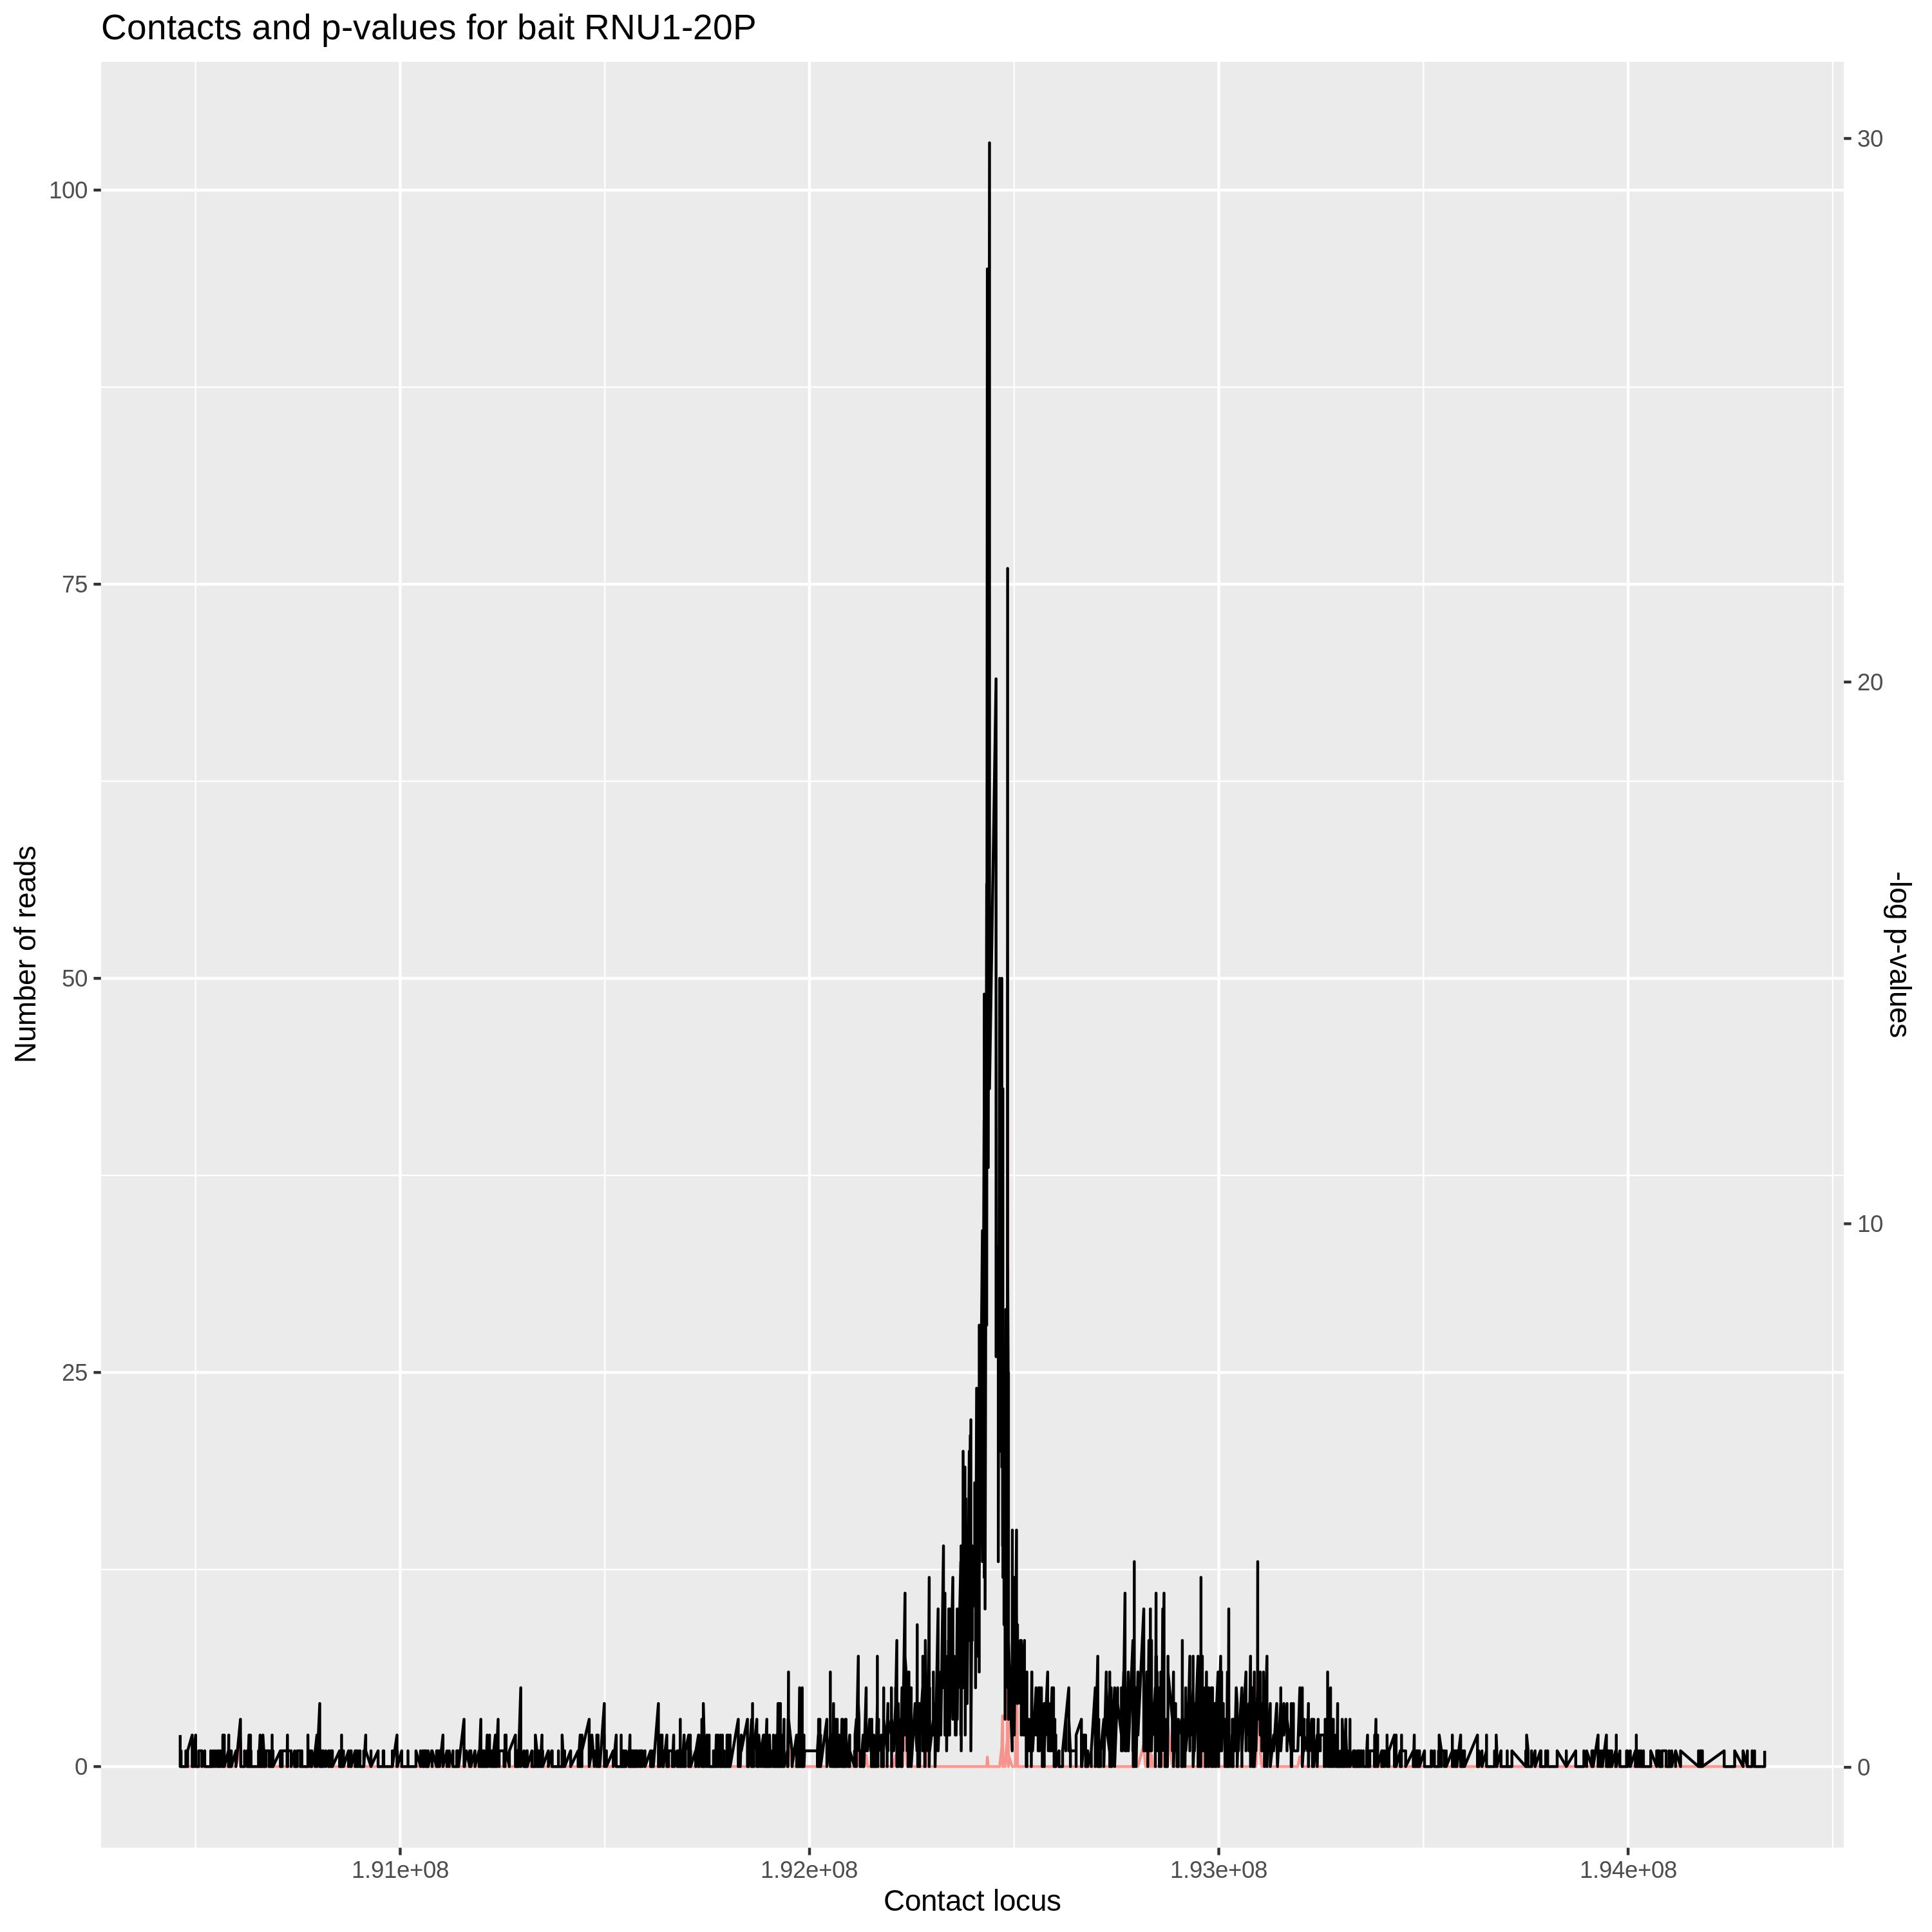 Contacts and p-values for bait RNU1-20P
100
75
50
25
0
Number of reads
30
20
10
0
-log p-values
1.91e+08
1.92e+08
1.93e+08
1.94e+08
Contact locus